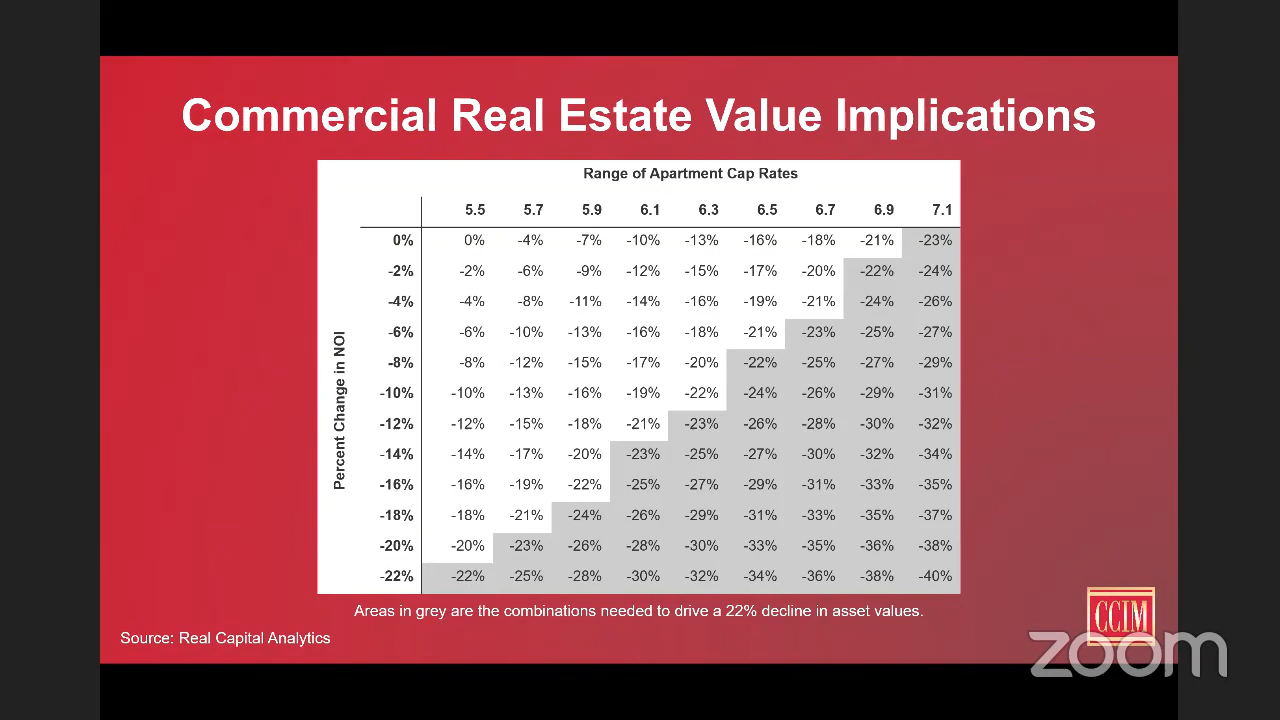 Commercial Real Estate Value Implications
Range of Apartment Cap Rates
5.5 5.7 5.9 6.1 6.3 6.5 6.7 6.9 7.1
Percent Change in NOI
0% 0% -4% -7% -10% -13% -16% -18% -21% -23%
-2% -2% -6% -9% -12% -15% -17% -20% -22% -24%
-4% -4% -8% -11% -14% -16% -19% -21% -24% -26%
-6% -6% -10% -13% -16% -18% -21% -23% -25% -27%
-8% -8% -12% -15% -17% -20% -22% -25% -27% -29%
-10% -10% -13% -16% -19% -22% -24% -26% -29% -31%
-12% -12% -15% -18% -21% -23% -26% -28% -30% -32%
-14% -14% -17% -20% -23% -25% -27% -30% -32% -34%
-16% -16% -19% -22% -25% -27% -29% -31% -33% -35%
-18% -18% -21% -24% -26% -29% -31% -33% -35% -37%
-20% -20% -23% -26% -28% -30% -33% -35% -36% -38%
-22% -22% -25% -28% -30% -32% -34% -36% -38% -40%
Areas in grey are the combinations needed to drive a 22% decline in asset values.
Source: Real Capital Analytics
CCIM
zoom